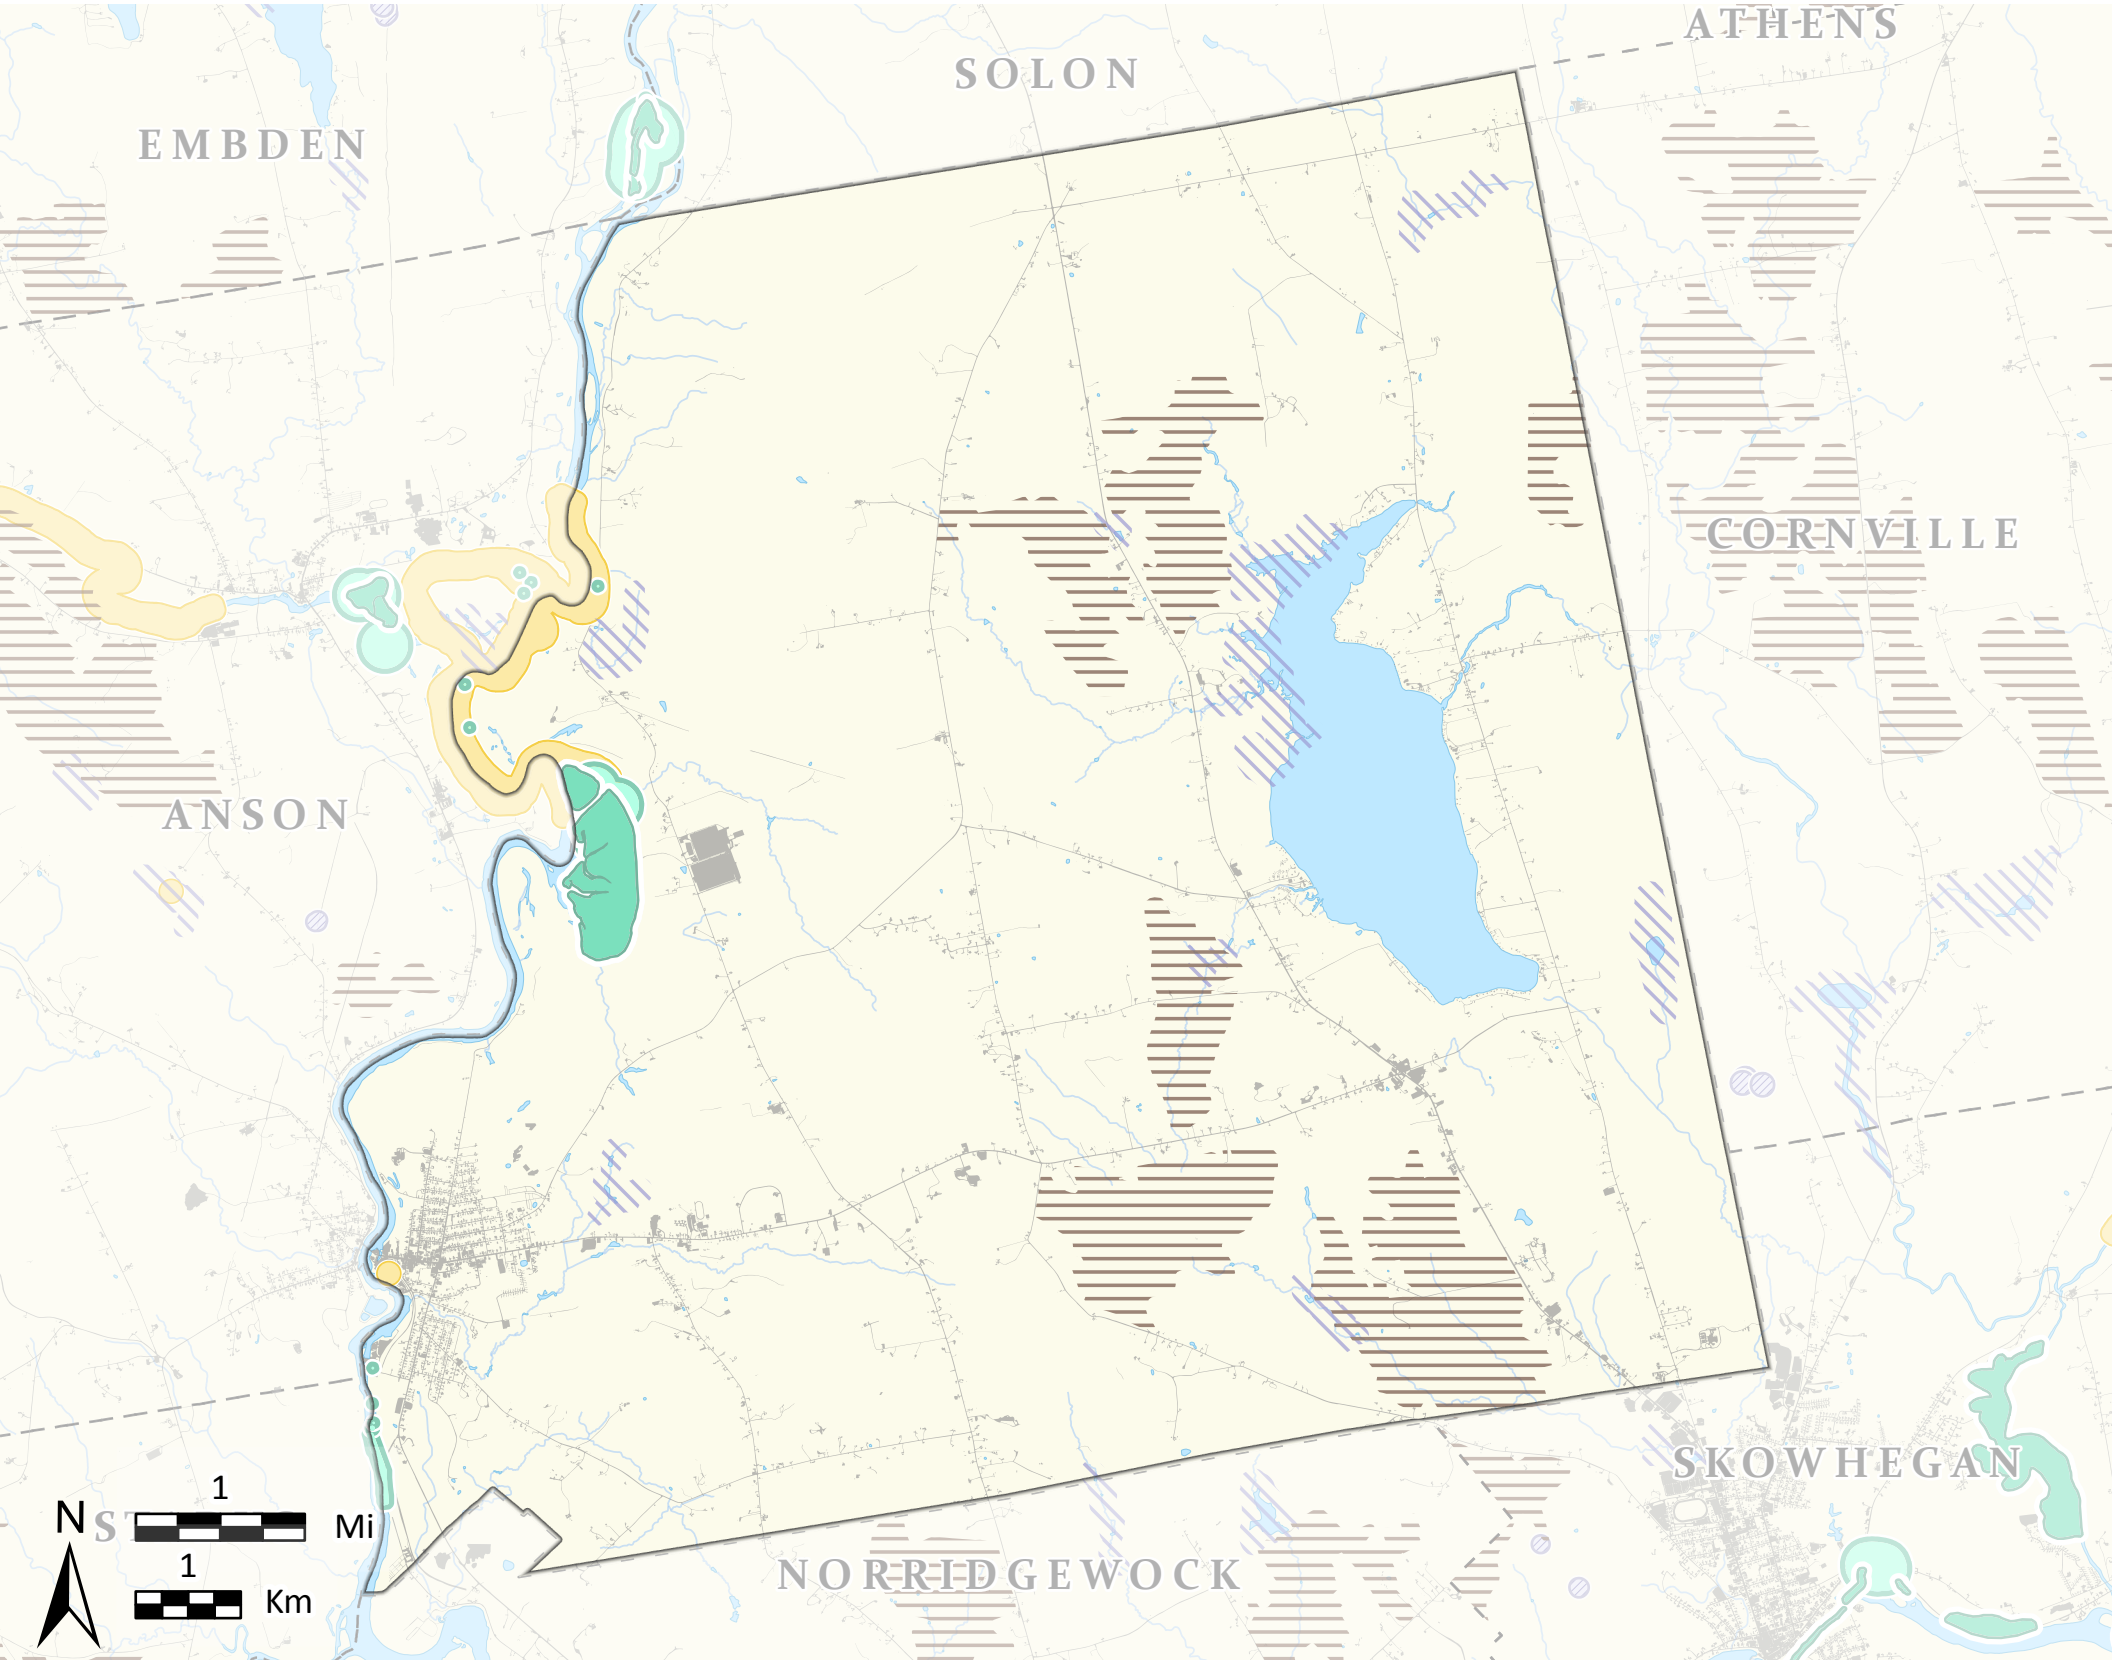 ATHENS
SOLON
EMBDEN
CORNVILLE
ANSON
SKOWHEGAN
1
N
Mi
1
NORRIDGEWOCK
Km